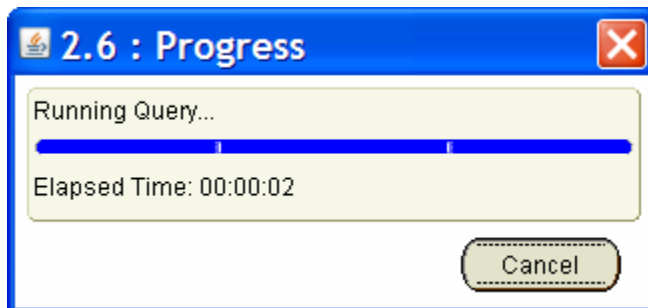 2.6 : Progress
Running Query...
Elapsed Time: 00:00:02
Cancel